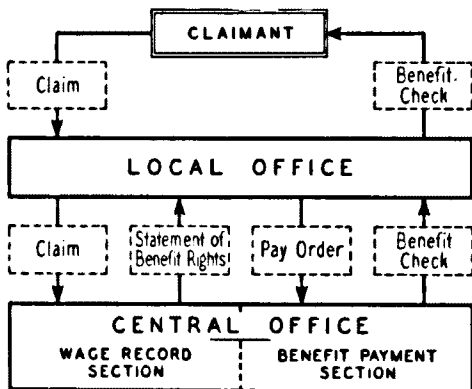 CLAIMANT
Claim
Benefit
Check
LOCAL OFFICE
Claim
Statement of
Benefit Rights
Pay Order
Benefit
Check
CENTRAL OFFICE
WAGE RECORD
SECTION
BENEFIT PAYMENT
SECTION